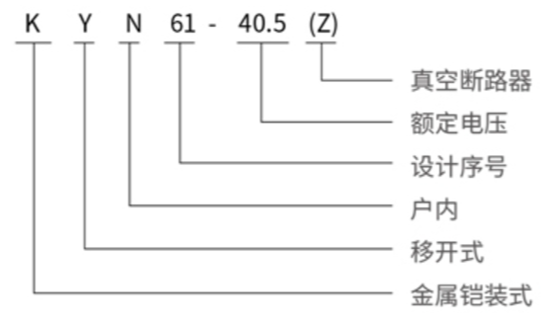 K Y N 61 - 40.5 (Z)
真空断路器
额定电压
设计序号
户内
移开式
金属铠装式